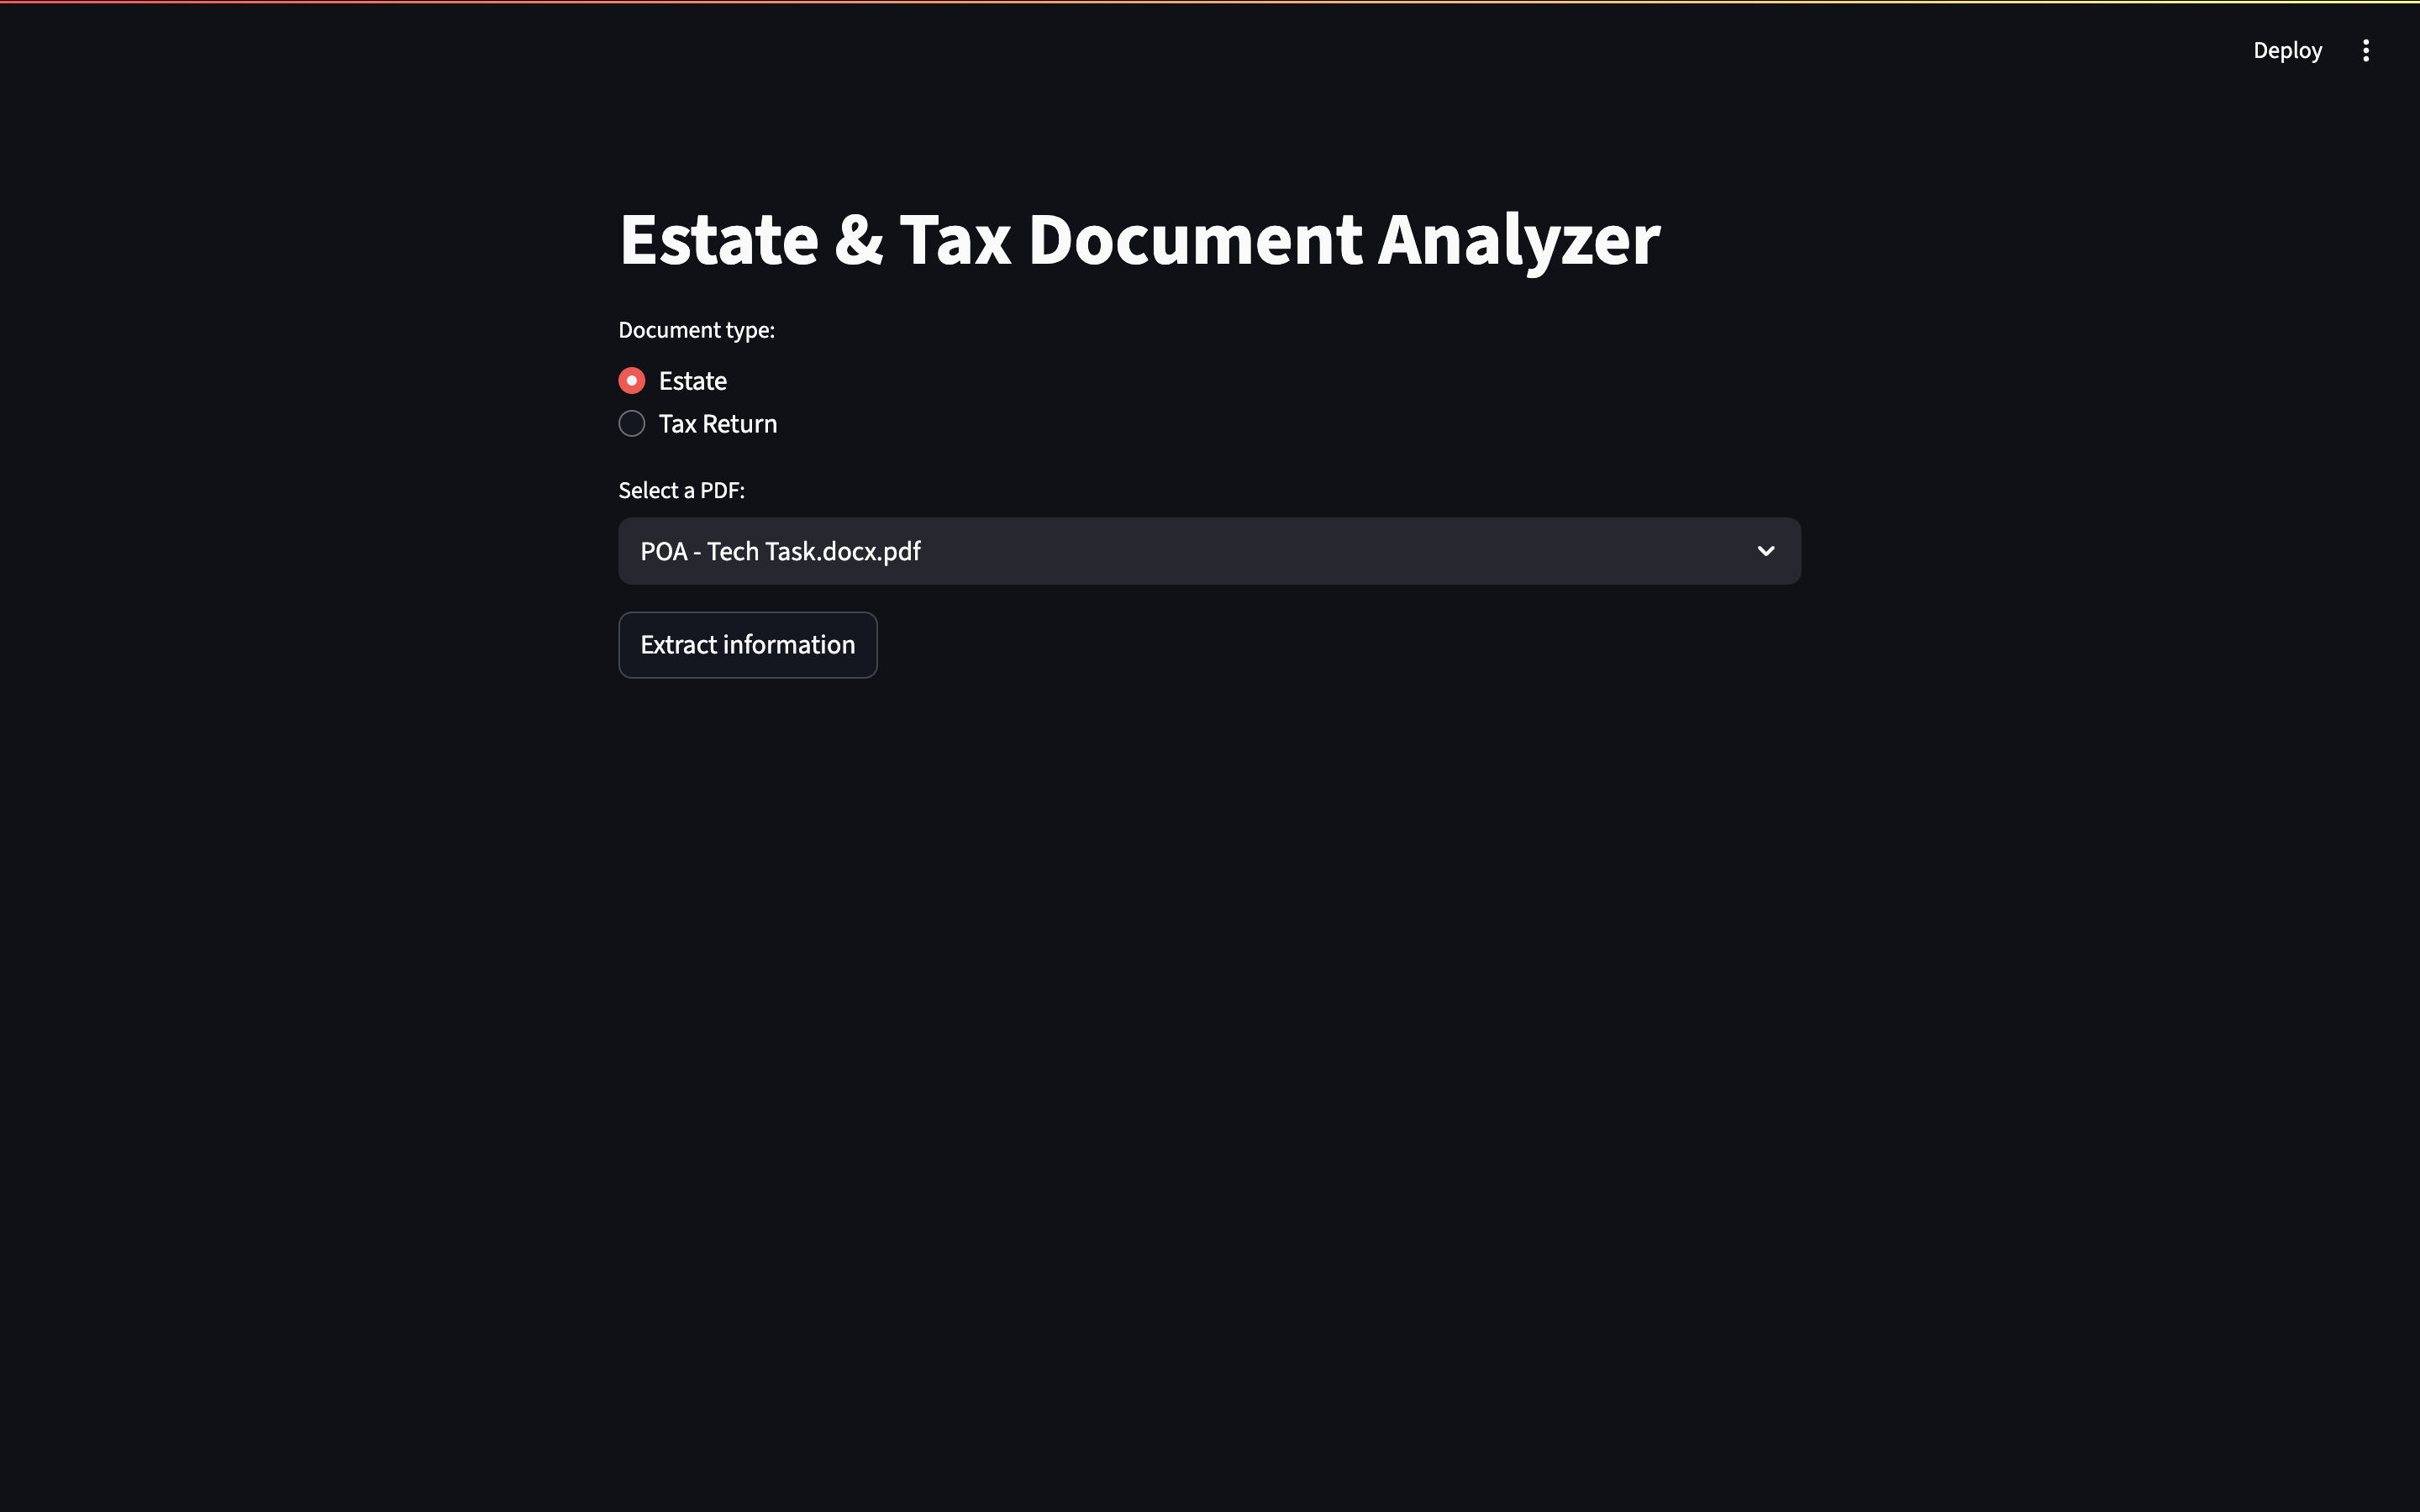 Deploy
Estate & Tax Document Analyzer
Document type:
Estate
Tax Return
Select a PDF:
POA - Tech Task.docx.pdf
Extract information